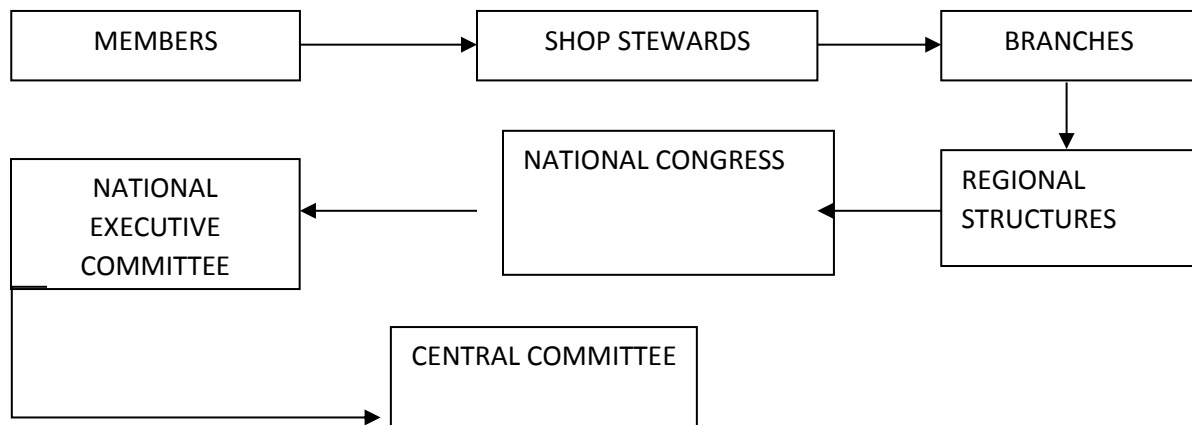 MEMBERS
SHOP STEWARDS
BRANCHES
NATIONAL CONGRESS
NATIONAL
EXECUTIVE
COMMITTEE
REGIONAL
STRUCTURES
CENTRAL COMMITTEE